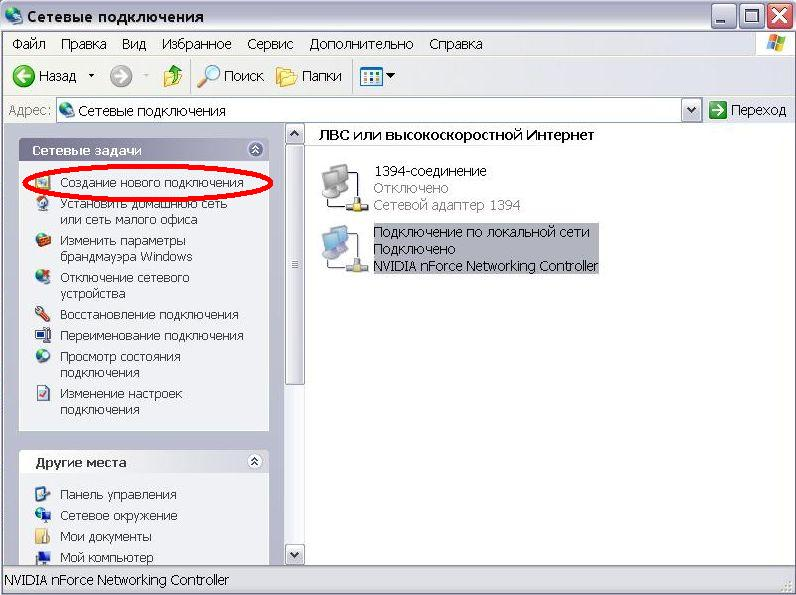 Сетевые подключения
Файл Правка Вид Избранное Сервис Дополнительно Справка
Назад Поиск Папки
Адрес: Сетевые подключения Переход
Сетевые задачи
Создание нового подключения
Установить домашнюю сеть
или сеть малого офиса
Изменить параметры
брандмауэра Windows
Отключение сетевого
устройства
Восстановление подключения
Переименование подключения
Просмотр состояния
подключения
Изменение настроек
подключения
Другие места
Панель управления
Сетевое окружение
Мои документы
Мой компьютер
ЛВС или высокоскоростной Интернет
1394-соединение
Отключено
Сетевой адаптер 1394
Подключение по локальной сети
Подключено
NVIDIA nForce Networking Controller
NVIDIA nForce Networking Controller